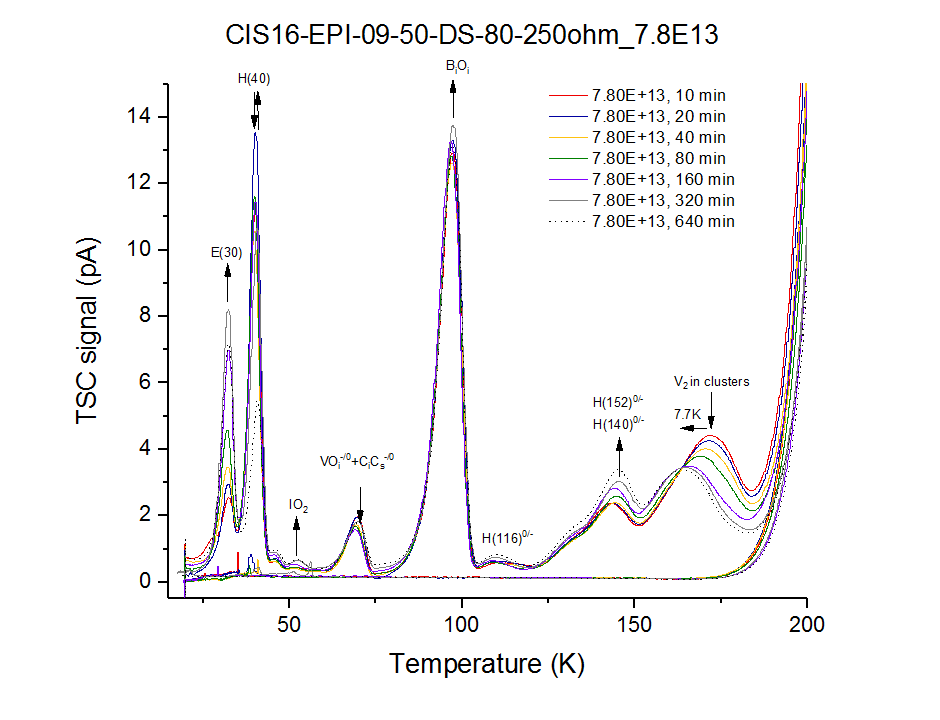 CIS16-EPI-09-50-DS-80-250ohm_7.8E13
H(40)
BiOi
7.80E+13, 10 min
7.80E+13, 20 min
7.80E+13, 40 min
7.80E+13, 80 min
7.80E+13, 160 min
7.80E+13, 320 min
7.80E+13, 640 min
E(30)
V2 in clusters
7.7K
H(152)0/-
H(140)0/-
VOi-/0+CiCs-/0
IO2
H(116)0/-
14
12
10
8
6
4
2
0
TSC signal (pA)
50
100
150
200
Temperature (K)